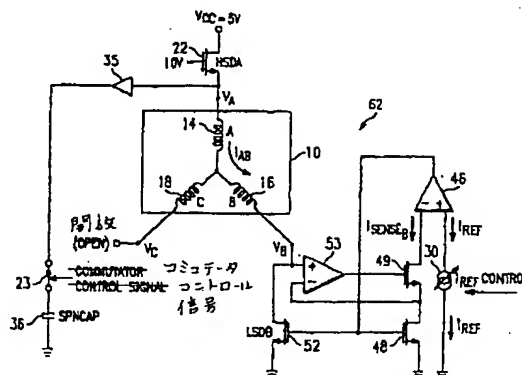 VCC=5V
22
10V
HSDA
35
VA
14
A
IAB
62
10
18
C
16
B
46
開放
(OPEN)
VC
VB
ISENSEB
IREF
53
49
30
IREF CONTROL
23
COMMUTATOR
CONTROL SIGNAL
コミュテータ
コントロール
信号
36
SPNCAP
LSDB
52
48
IREF